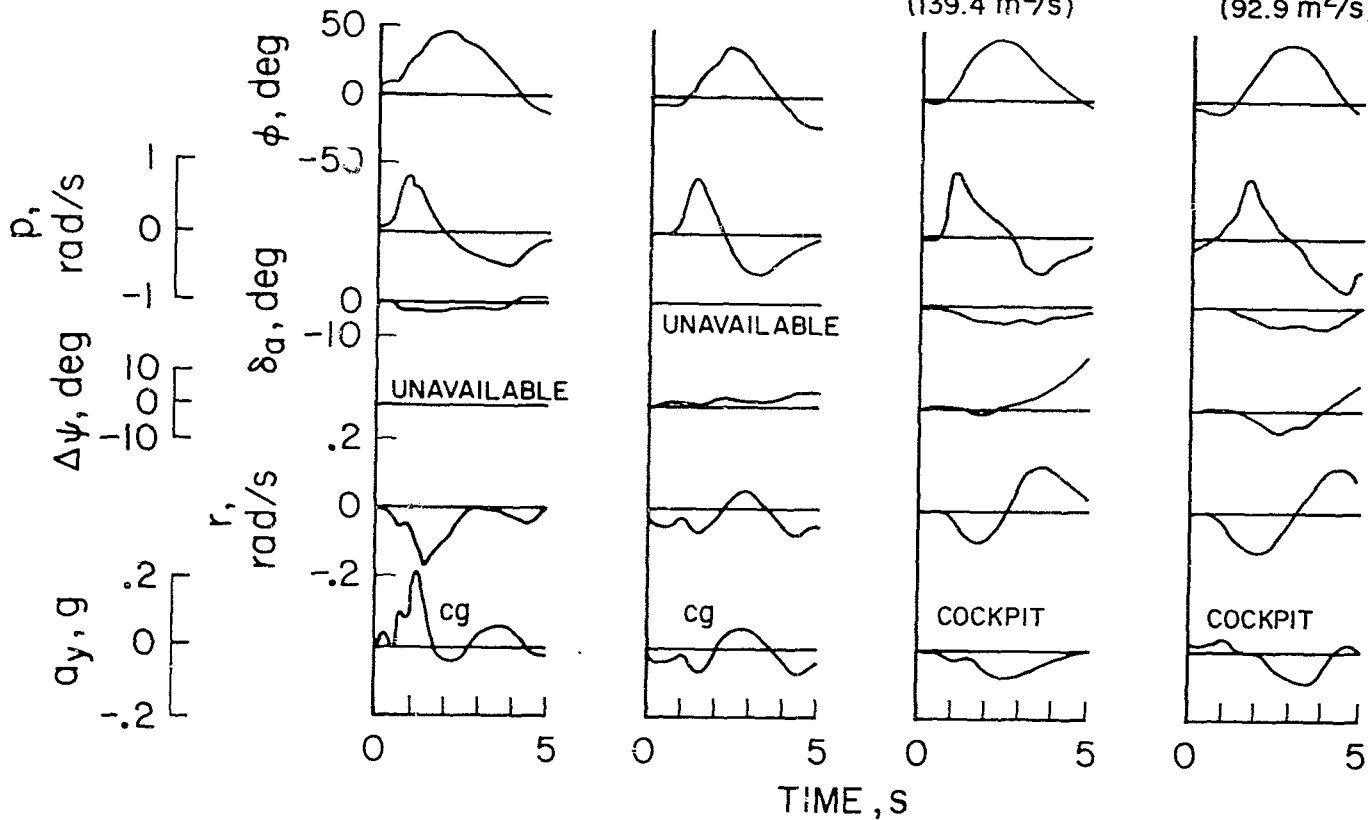 (139.4 m²/s)
(92.9 m²/s)
50
0
-50
φ, deg
1
0
-1
p,
rad/s
0
-10
δa, deg
UNAVAILABLE
10
0
-10
Δψ, deg
UNAVAILABLE
.2
0
-.2
r,
rad/s
.2
0
-.2
ay, g
cg
cg
COCKPIT
COCKPIT
0
5
0
5
0
5
0
5
TIME, s